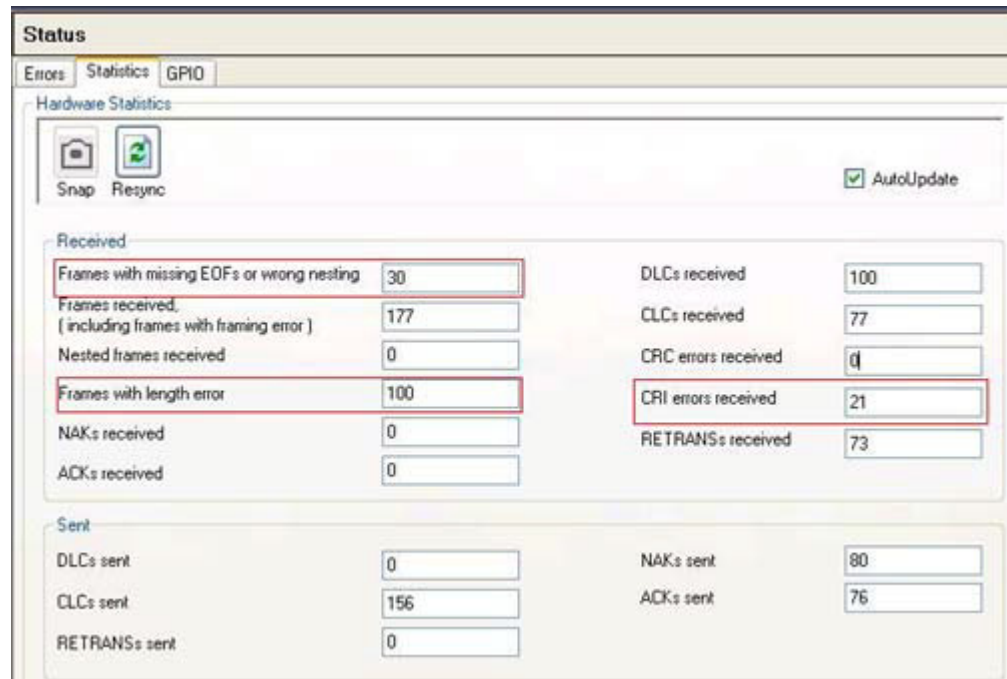 Status
Errors Statistics GPIO
Hardware Statistics
Snap Resync
AutoUpdate
Received
Frames with missing EOFs or wrong nesting 30
Frames received,
( including frames with framing error ) 177
Nested frames received 0
Frames with length error 100
NAKs received 0
ACKs received 0
DLCs received 100
CLCs received 77
CRC errors received 0
CRI errors received 21
RETRANSs received 73
Sent
DLCs sent 0
CLCs sent 156
RETRANSs sent 0
NAKs sent 80
ACKs sent 76